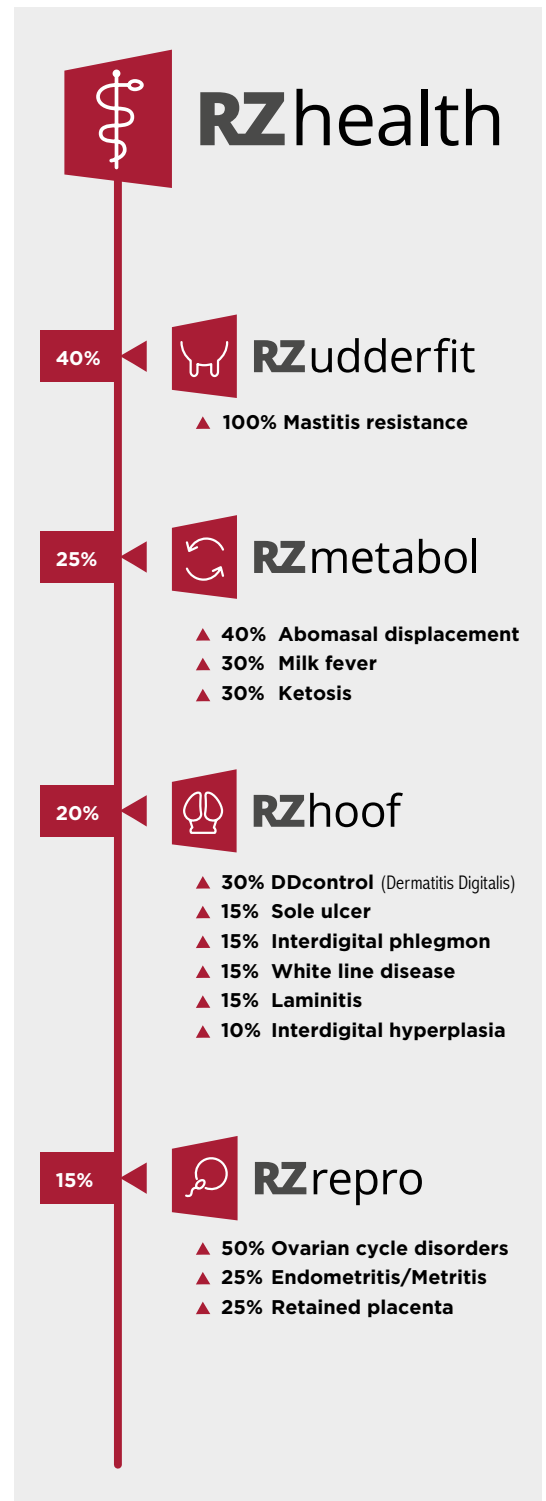 RZhealth
40%
RZudderfit
▲ 100% Mastitis resistance
25%
RZmetabol
▲ 40% Abomasal displacement
▲ 30% Milk fever
▲ 30% Ketosis
20%
RZhoof
▲ 30% DDcontrol (Dermatitis Digitalis)
▲ 15% Sole ulcer
▲ 15% Interdigital phlegmon
▲ 15% White line disease
▲ 15% Laminitis
▲ 10% Interdigital hyperplasia
15%
RZrepro
▲ 50% Ovarian cycle disorders
▲ 25% Endometritis/Metritis
▲ 25% Retained placenta